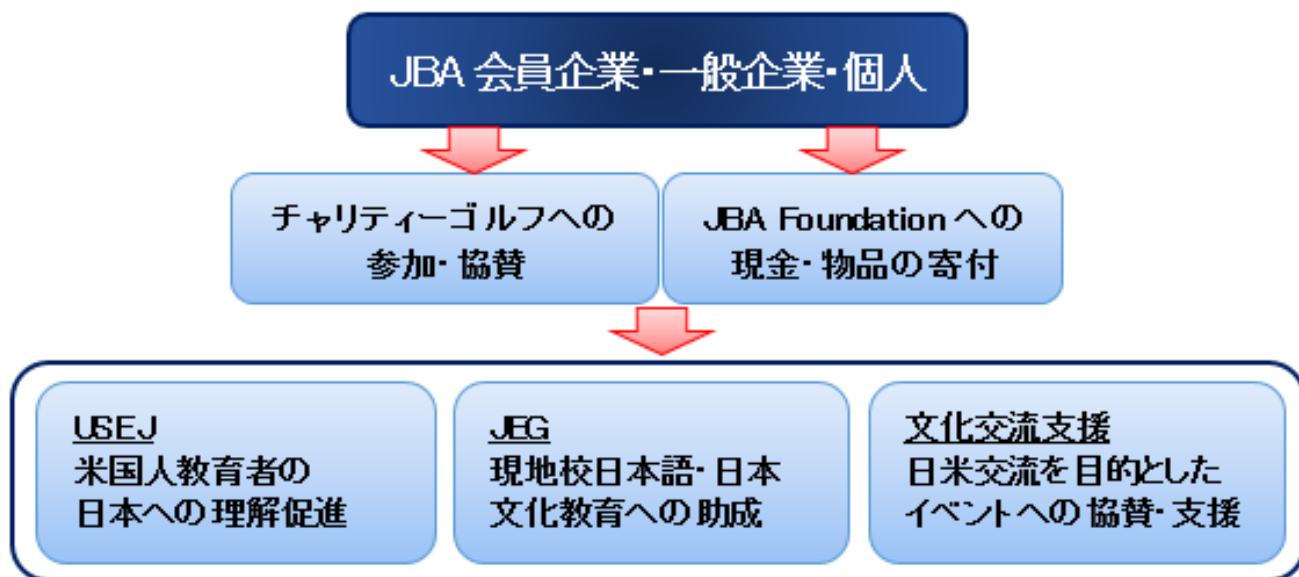 JBA 会員企業・一般企業・個人
チャリティーゴルフへの
参加・協賛
JBA Foundation への
現金・物品の寄付
USEJ
米国人教育者の
日本への理解促進
JEG
現地校日本語・日本
文化教育への助成
文化交流支援
日米交流を目的とした
イベントへの協賛・支援